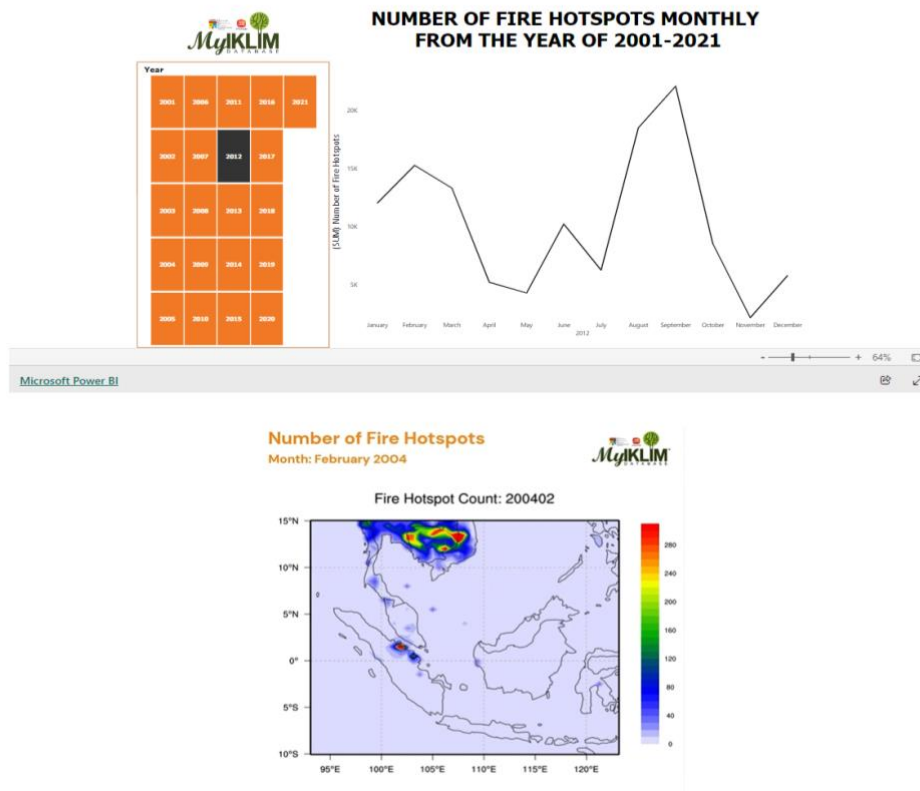 MyIKLIM
DATABASE
NUMBER OF FIRE HOTSPOTS MONTHLY
FROM THE YEAR OF 2001-2021
Year
2001 2006 2011 2016 2021
2002 2007 2012 2017
2003 2008 2013 2018
2004 2009 2014 2019
2005 2010 2015 2020
(SUM) Number of Fire Hotspots
20K
15K
10K
5K
January February March April May June July August September October November December
2012
- + 64%
Microsoft Power BI
Number of Fire Hotspots
Month: February 2004
MyIKLIM
DATABASE
Fire Hotspot Count: 200402
15°N
10°N
5°N
0°
5°S
10°S
95°E 100°E 105°E 110°E 115°E 120°E
280
240
200
160
120
80
40
0